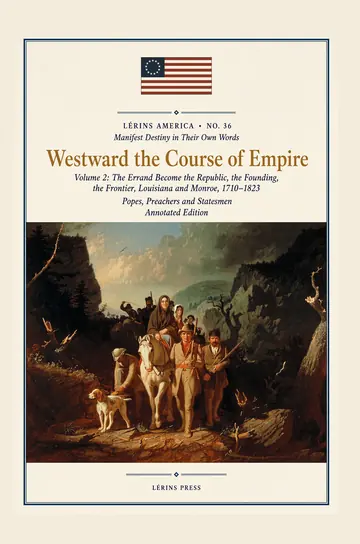 LÉRINS AMERICA • NO. 36
Manifest Destiny in Their Own Words
Westward the Course of Empire
Volume 2: The Errand Become the Republic, the Founding,
the Frontier, Louisiana and Monroe, 1710–1823
Popes, Preachers and Statesmen
Annotated Edition
LÉRINS PRESS